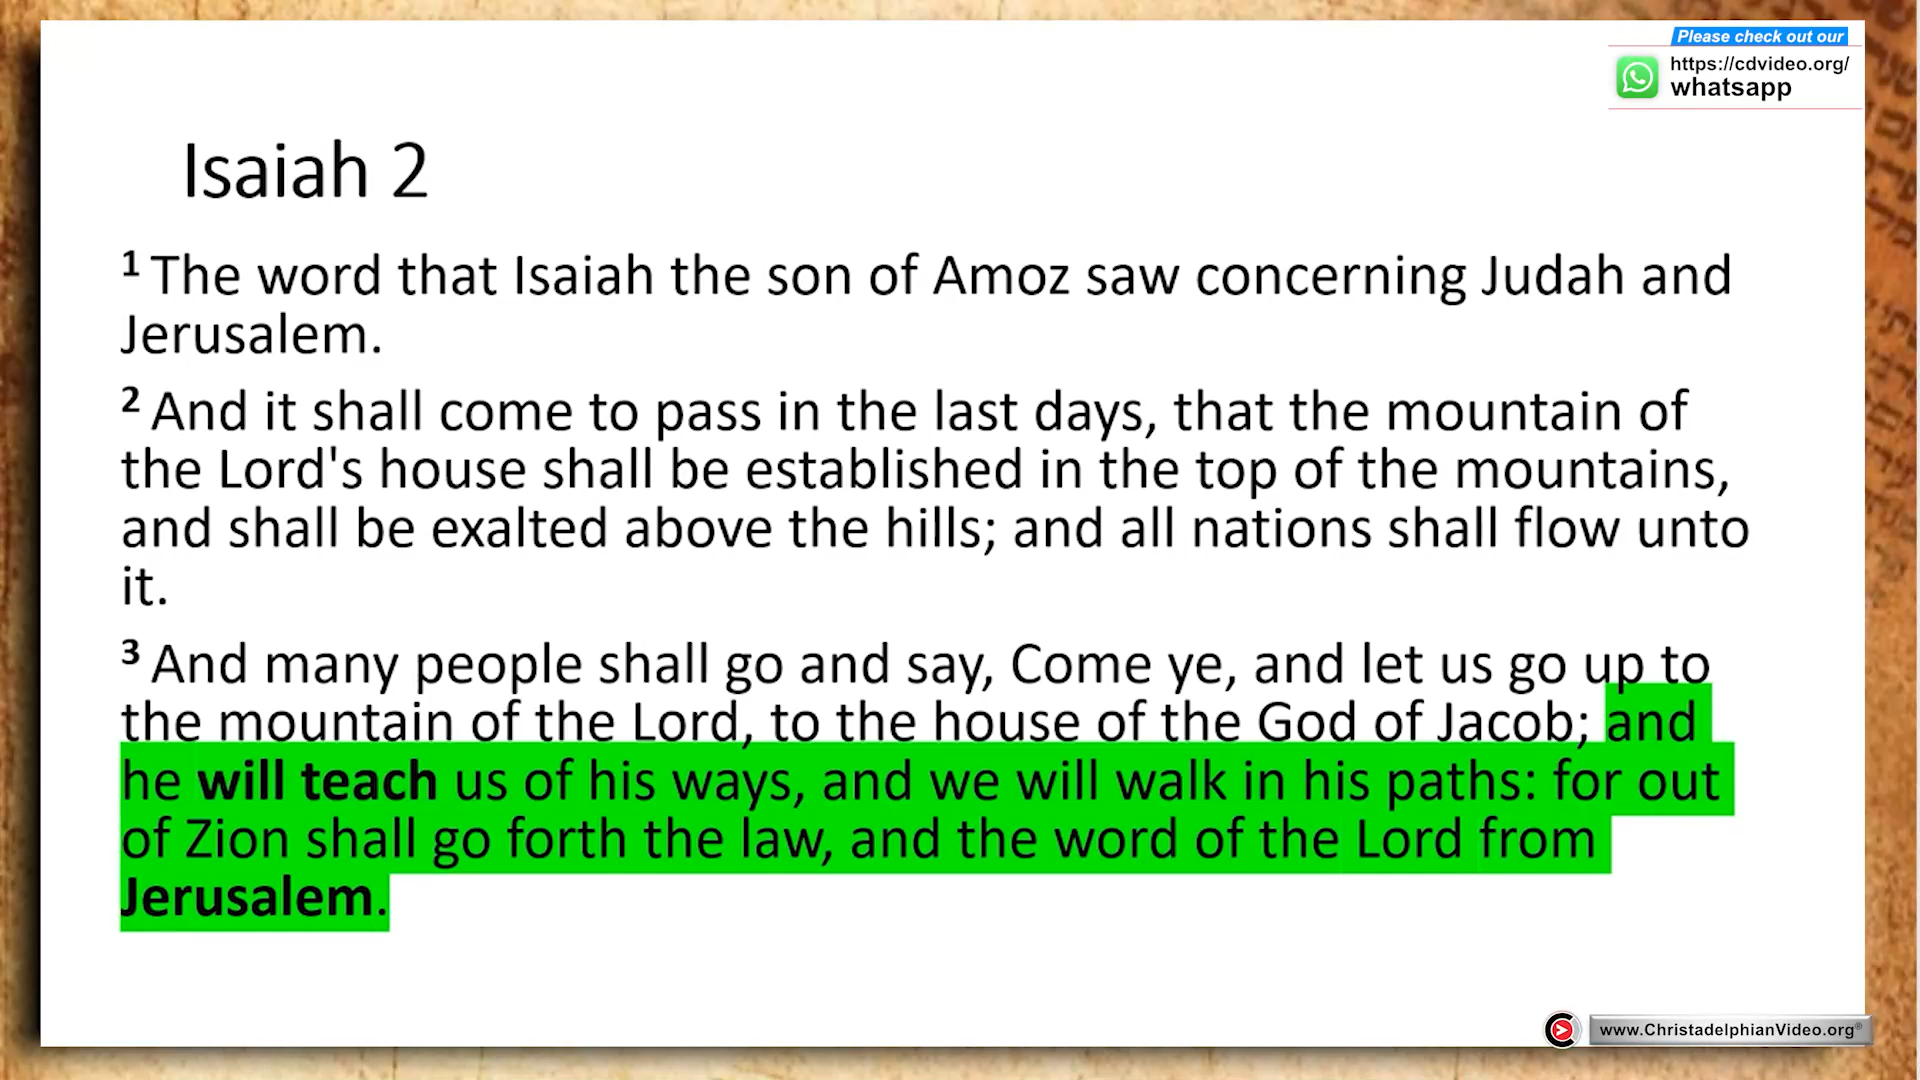 Please check out our
https://cdvideo.org/
whatsapp
Isaiah 2
1 The word that Isaiah the son of Amoz saw concerning Judah and
Jerusalem.
2 And it shall come to pass in the last days, that the mountain of
the Lord's house shall be established in the top of the mountains,
and shall be exalted above the hills; and all nations shall flow unto
it.
3 And many people shall go and say, Come ye, and let us go up to
the mountain of the Lord, to the house of the God of Jacob; and
he will teach us of his ways, and we will walk in his paths: for out
of Zion shall go forth the law, and the word of the Lord from
Jerusalem.
www.ChristadelphianVideo.org®